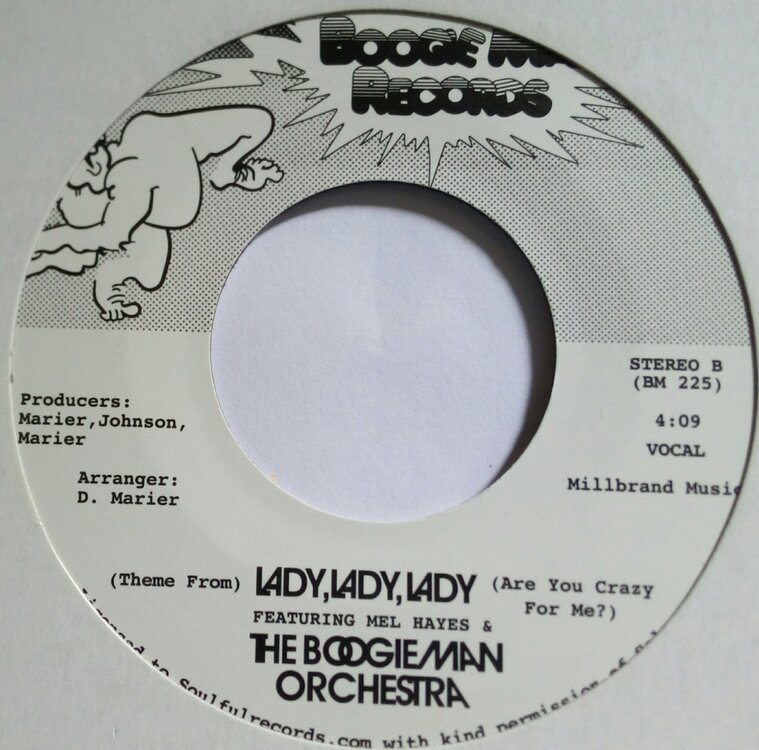 BOOGIE
RECORDS
STEREO B
(BM 225)
4:09
VOCAL
Millbrand Music
Producers:
Marier,Johnson,
Marier
Arranger:
D. Marier
(Theme From) LADY,LADY,LADY (Are You Crazy
For Me?)
FEATURING MEL HAYES &
THE BOOGIEMAN
ORCHESTRA
to Soulfulrecords.com with kind permission of